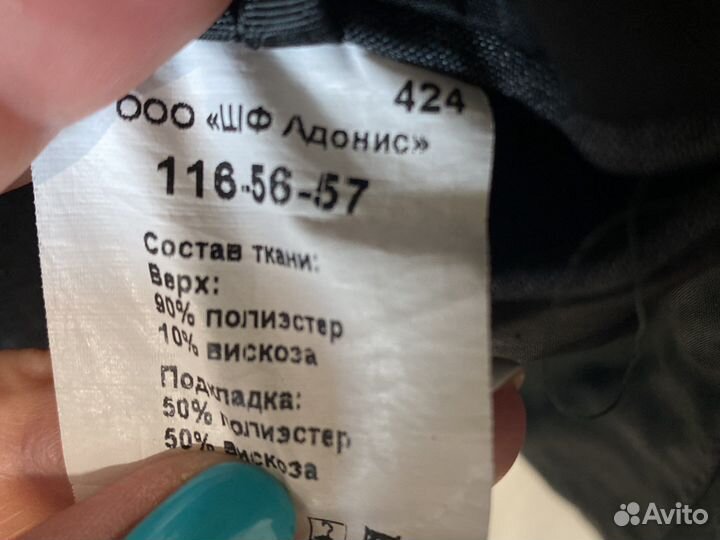 424
ООО «ШФ Адонис»
116-56-57
Состав ткани:
Верх:
90% полиэстер
10% вискоза
Подкладка:
50% полиэстер
50% вискоза
Avito